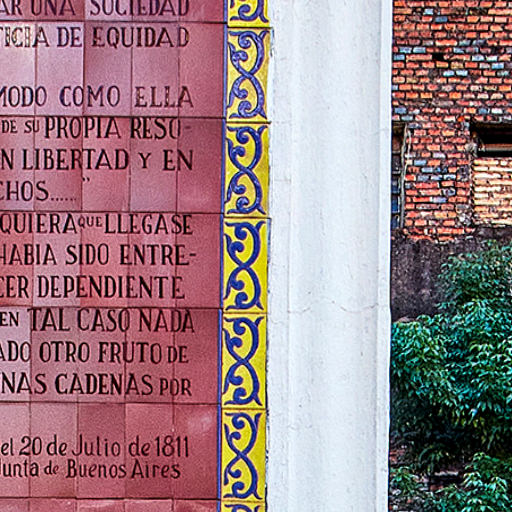 AR UNA SOCIEDAD
TICIA DE EQUIDAD
MODO COMO ELLA
DE SU PROPIA RESO-
N LIBERTAD Y EN
CHOS.....”
QUIERA QUE LLEGASE
HABIA SIDO ENTRE-
CER DEPENDIENTE
EN TAL CASO NADA
ADO OTRO FRUTO DE
NAS CADENAS POR
el 20 de Julio de 1811
Junta de Buenos Aires